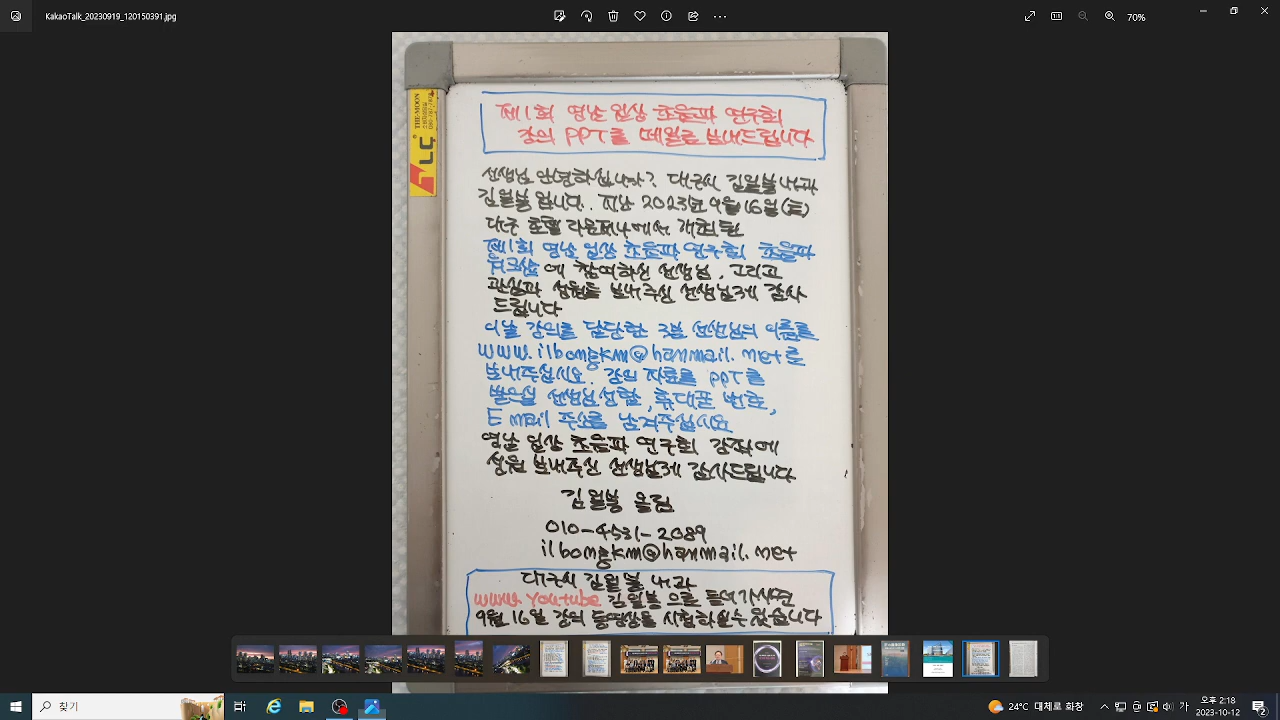 KakaoTalk_20230919_120150391.jpg
70%
THE-MOON
제1회 영남 임상 초음파 연구회
강의 PPT를 메일로 보내드립니다
선생님 안녕하십니까? 대구시 김일봉내과
김일봉 입니다. 지난 2023년 9월 16일(토)
대구 호텔 라온제나에서 개최된
제1회 영남 임상 초음파 연구회 초음파
워크샵에 참여하신 선생님, 그리고
관심과 성원을 보내주신 선생님께 감사
드립니다
이날 강의를 담당한 3분 선생님의 이름을
www.ilbongkm@hanmail.net로
보내주십시요. 강의 자료를 ppT를
받으실 선생님 성함, 휴대폰 번호,
E mail 주소를 남겨주십시요
영남 임상 초음파 연구회 강좌에
성원 보내주신 선생님께 감사드립니다
김일봉 올림
010-4531-2089
ilbongkm@hanmail.net
대구시 김일봉 내과
www.Youtube 김일봉으로 들어가시면
9월 16일 강의 동영상을 시청하실수 있습니다
찾기
24°C 대체로 화창
가
오후 2:18
2023-10-12